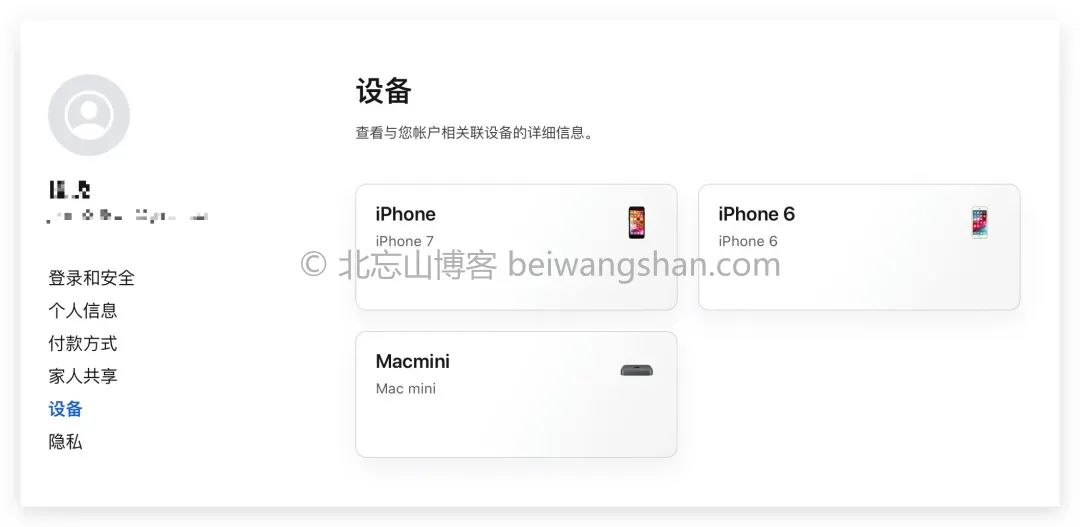 设备
查看与您帐户相关联设备的详细信息。
登录和安全
个人信息
付款方式
家人共享
设备
隐私
iPhone
iPhone 7
iPhone 6
iPhone 6
© 北忘山博客 beiwangshan.com
Macmini
Mac mini